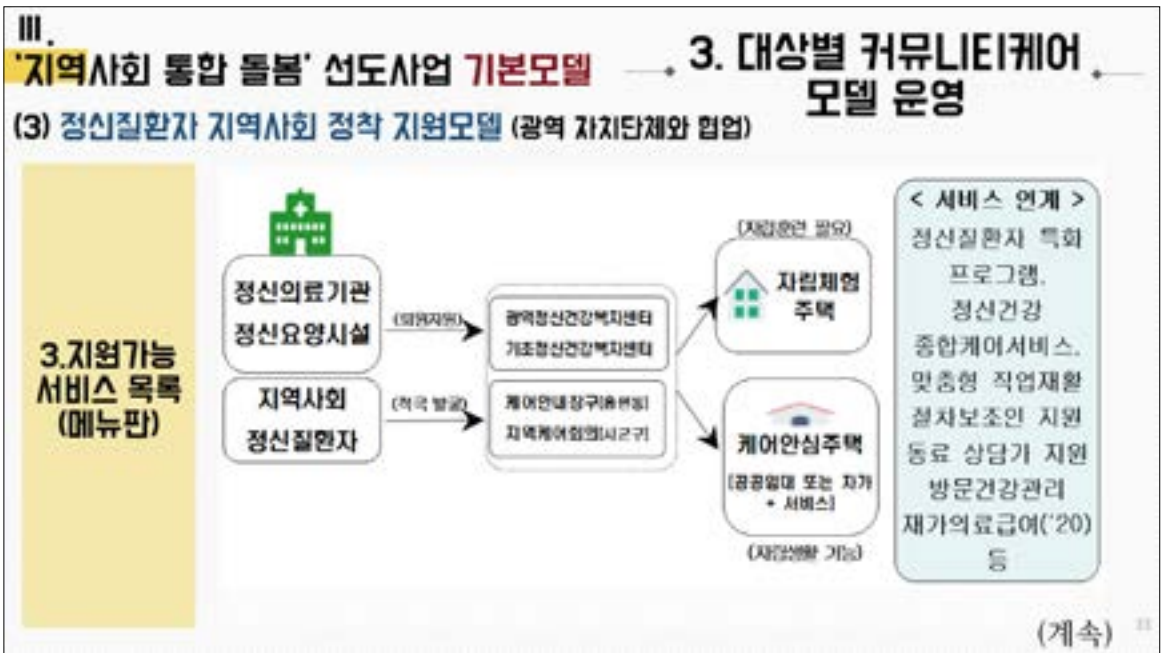 III.
'지역사회 통합 돌봄' 선도사업 기본모델
3. 대상별 커뮤니티케어
모델 운영
(3) 정신질환자 지역사회 정착 지원모델 (광역 자치단체와 협업)
3.지원가능
서비스 목록
(메뉴판)
정신의료기관
정신요양시설
지역사회
정신질환자
(퇴원지원)
(적극 발굴)
광역정신건강복지센터
기초정신건강복지센터
케어안내창구(읍면동)
지역케어회의(시군구)
(자립훈련 필요)
자립체험
주택
케어안심주택
[공공임대 또는 자가
+ 서비스]
(자립생활 가능)
< 서비스 연계 >
정신질환자 특화
프로그램,
정신건강
종합케어서비스,
맞춤형 직업재활
절차보조인 지원
동료 상담가 지원
방문건강관리
재가의료급여('20)
등
(계속)